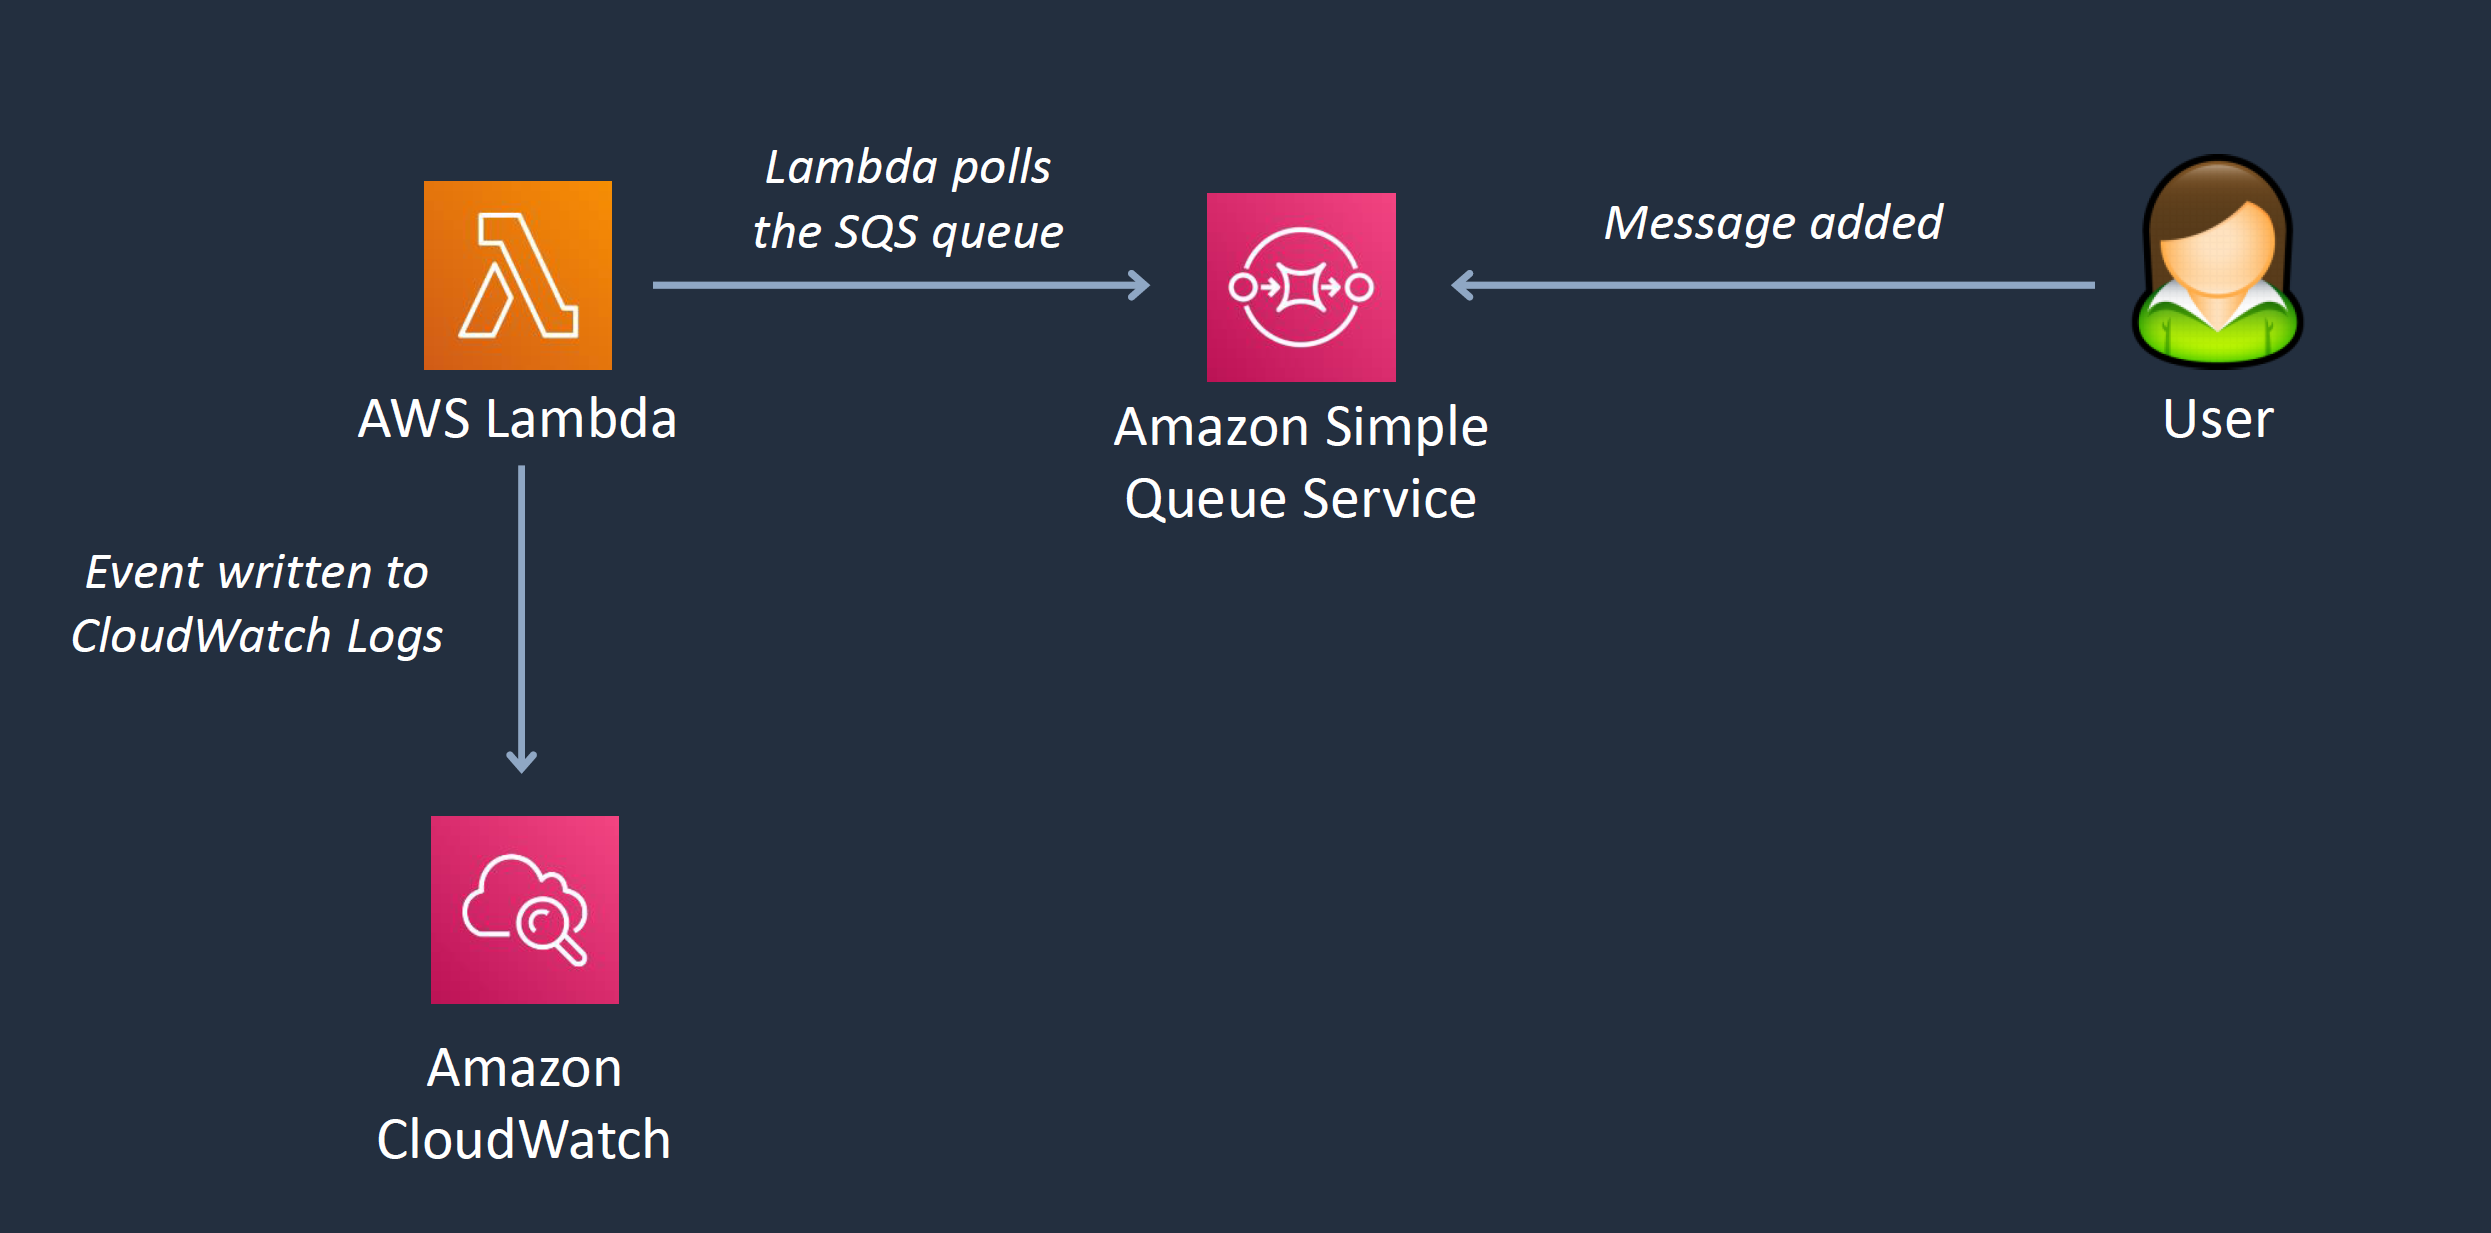 Lambda polls
the SQS queue
Message added
AWS Lambda
Amazon Simple
Queue Service
User
Event written to
CloudWatch Logs
Amazon
CloudWatch